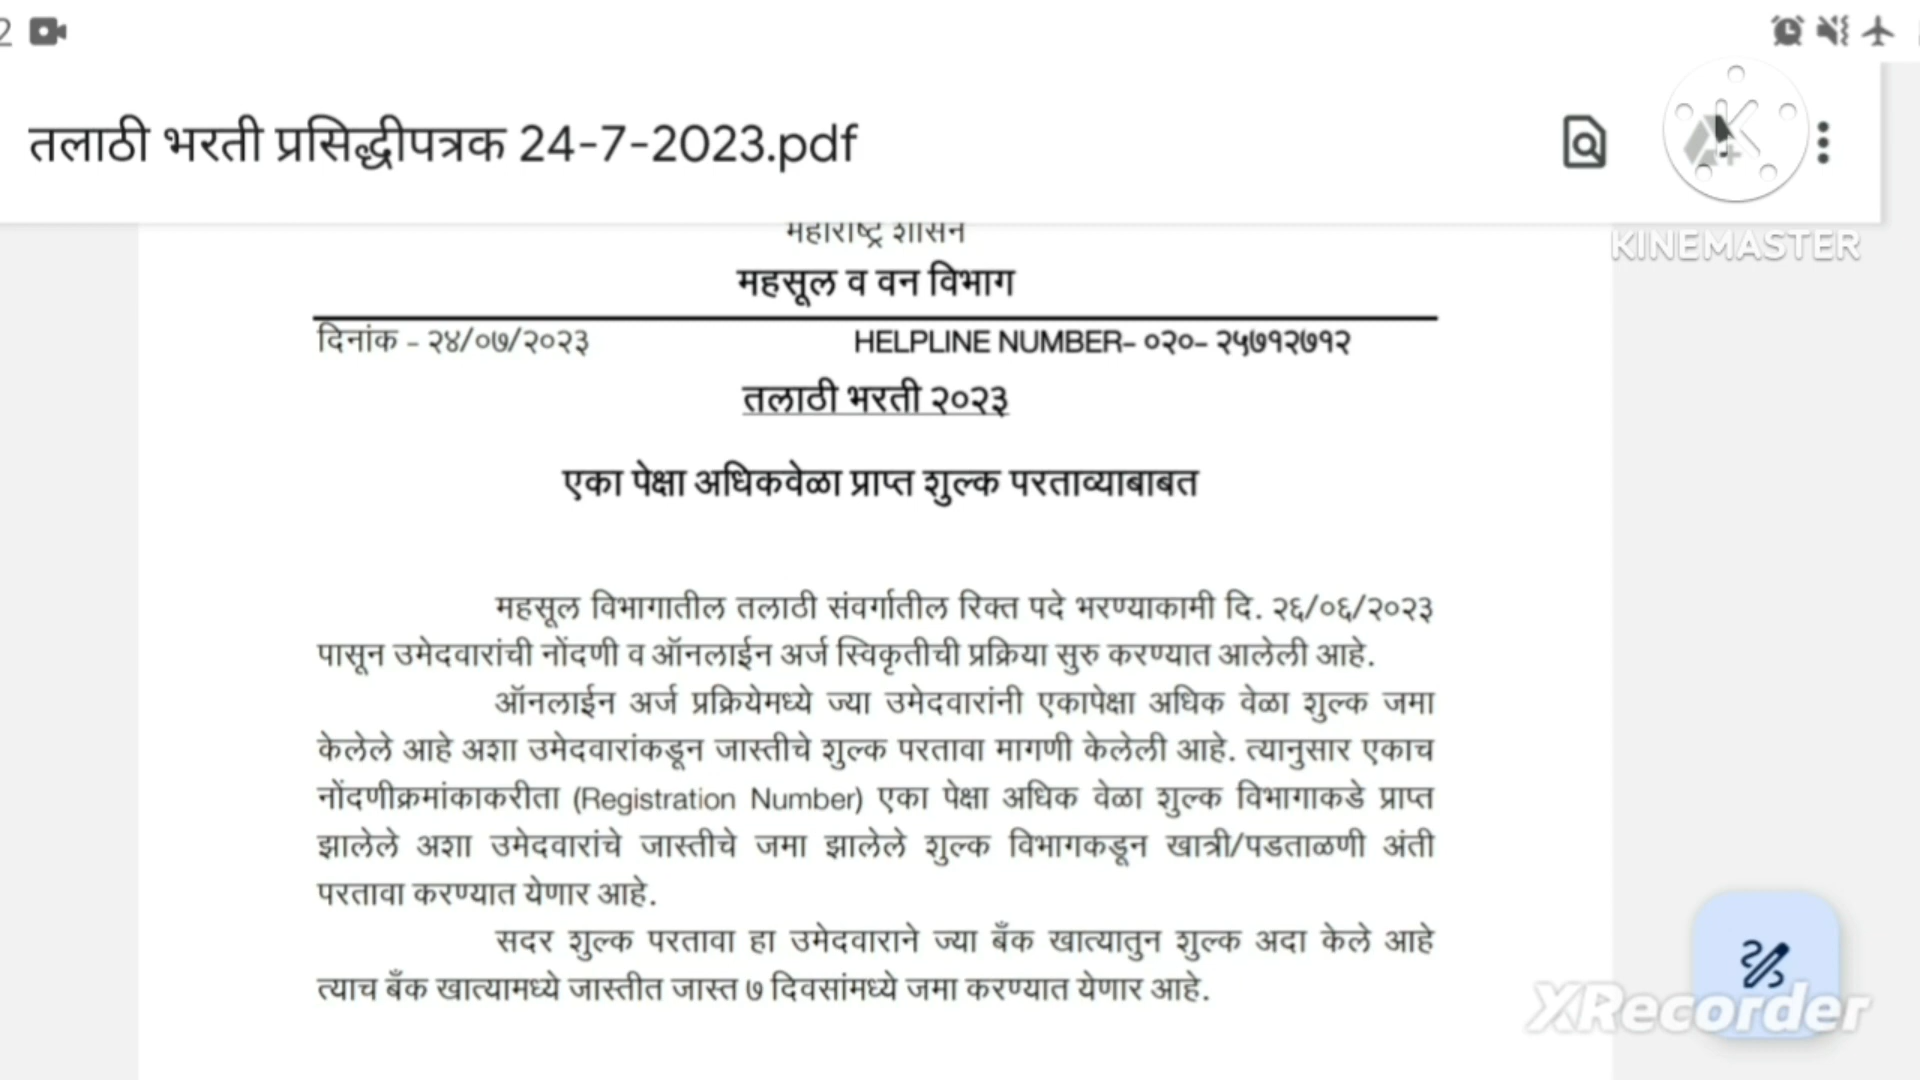 2
तलाठी भरती प्रसिद्धीपत्रक 24-7-2023.pdf
KINEMASTER
महाराष्ट्र शासन
महसूल व वन विभाग
दिनांक - २४/०७/२०२३ HELPLINE NUMBER- ०२०- २५७१२७१२
तलाठी भरती २०२३
एका पेक्षा अधिकवेळा प्राप्त शुल्क परताव्याबाबत
महसूल विभागातील तलाठी संवर्गातील रिक्त पदे भरण्याकामी दि. २६/०६/२०२३
पासून उमेदवारांची नोंदणी व ऑनलाईन अर्ज स्विकृतीची प्रक्रिया सुरु करण्यात आलेली आहे.
ऑनलाईन अर्ज प्रक्रियेमध्ये ज्या उमेदवारांनी एकापेक्षा अधिक वेळा शुल्क जमा
केलेले आहे अशा उमेदवारांकडून जास्तीचे शुल्क परतावा मागणी केलेली आहे. त्यानुसार एकाच
नोंदणीक्रमांकाकरीता (Registration Number) एका पेक्षा अधिक वेळा शुल्क विभागाकडे प्राप्त
झालेले अशा उमेदवारांचे जास्तीचे जमा झालेले शुल्क विभागकडून खात्री/पडताळणी अंती
परतावा करण्यात येणार आहे.
सदर शुल्क परतावा हा उमेदवाराने ज्या बँक खात्यातुन शुल्क अदा केले आहे
त्याच बँक खात्यामध्ये जास्तीत जास्त ७ दिवसांमध्ये जमा करण्यात येणार आहे.
XRecorder